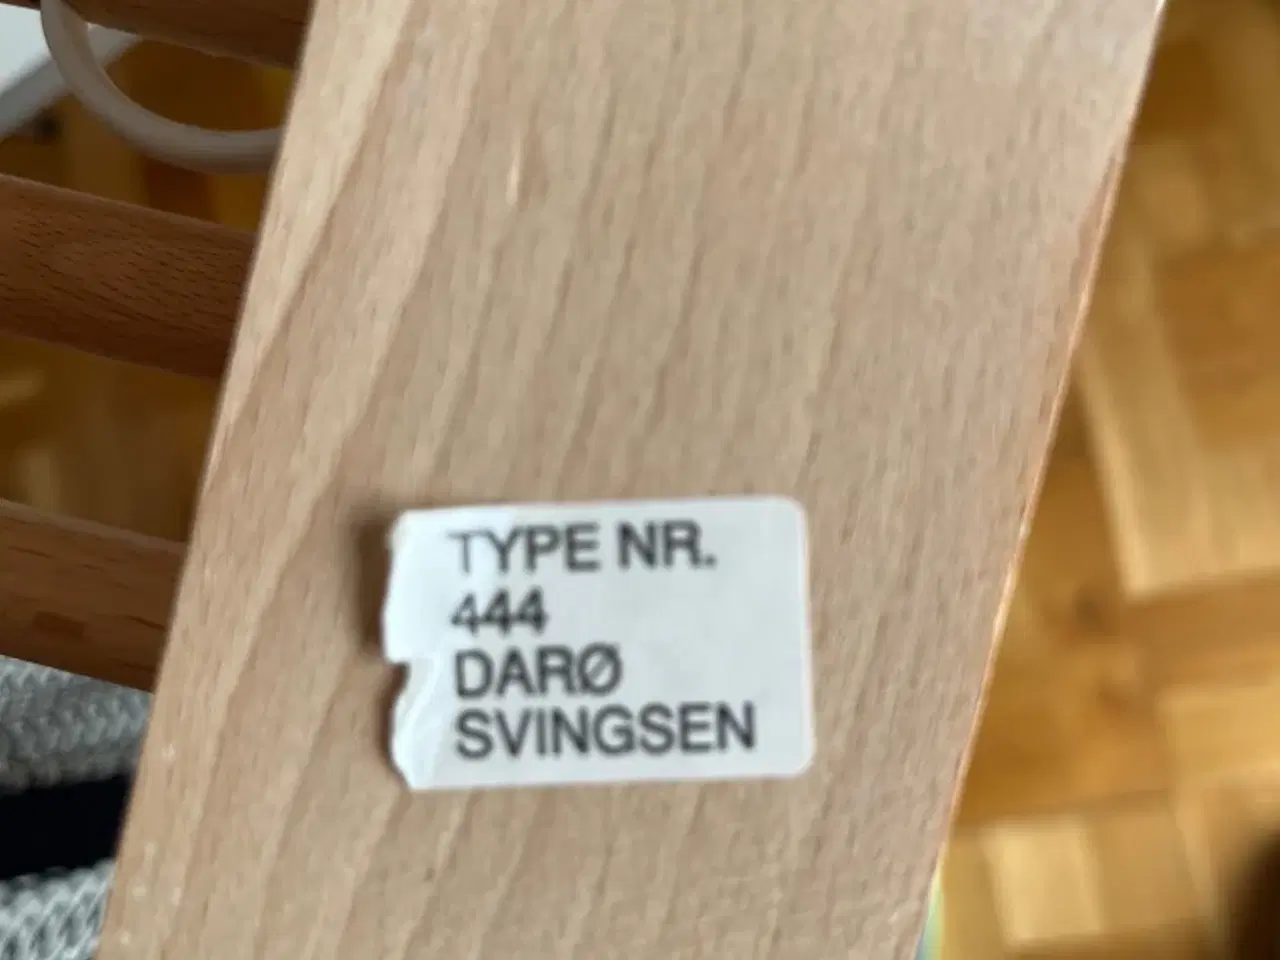 TYPE NR.
444
DARØ
SVINGSEN